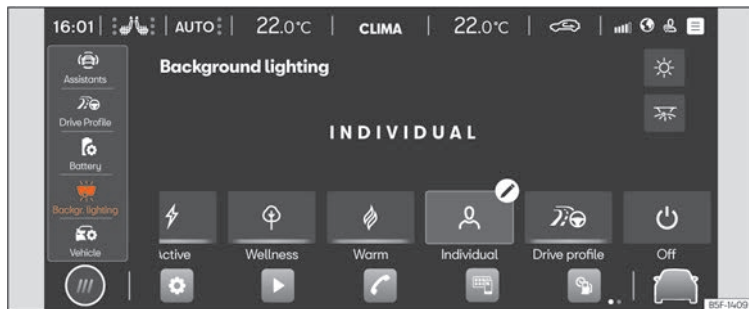 16:01 AUTO 22.0°C CLIMA 22.0°C
Assistants
Background lighting
Drive Profile
INDIVIDUAL
Battery
Backgr. lighting
Vehicle
ctive Wellness Warm Individual Drive profile Off
B5F-1409